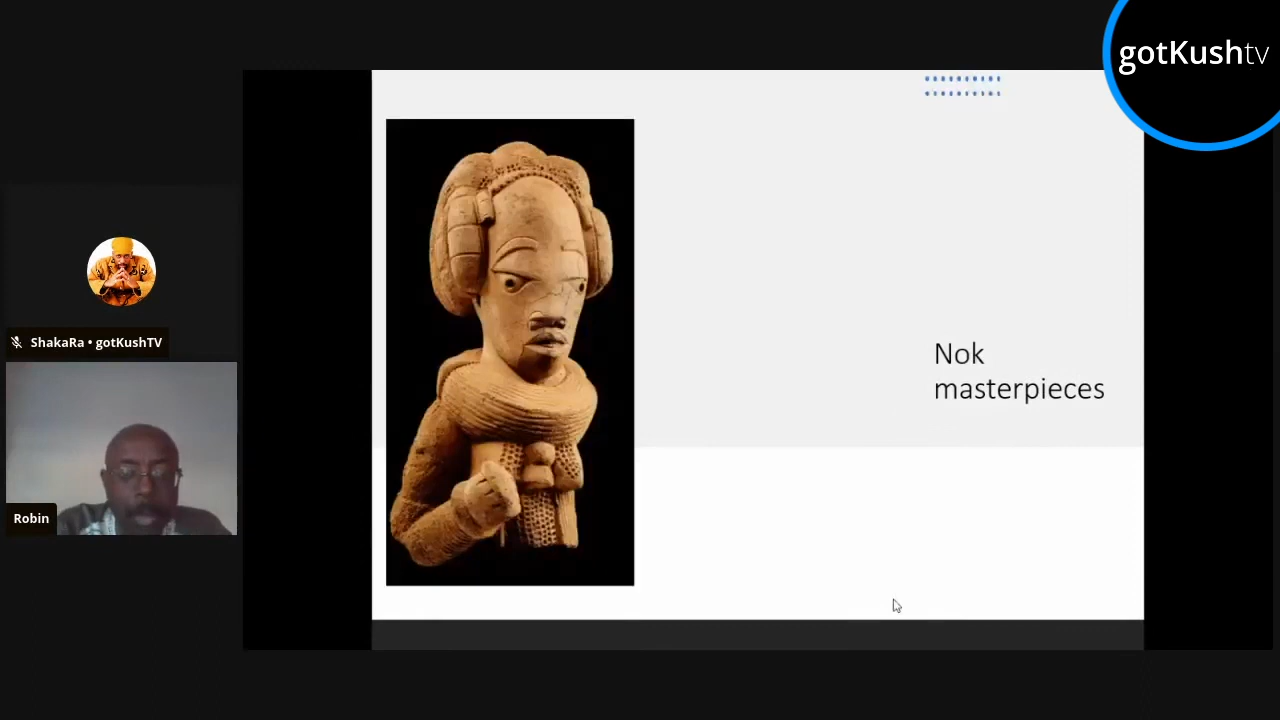 gotKushtv
ShakaRa • gotKushTV
Robin
Nok
masterpieces